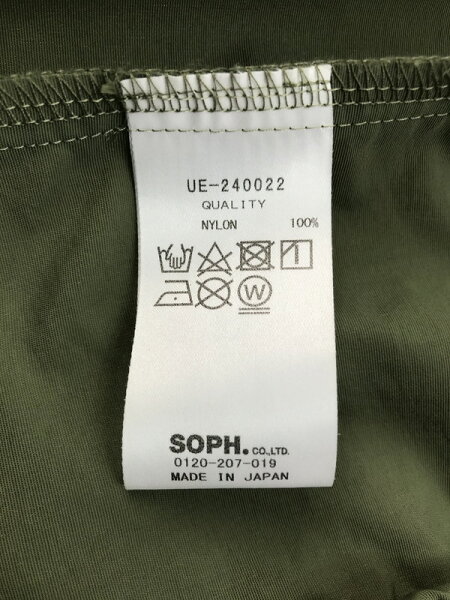 UE-240022
QUALITY
NYLON 100%
W
SOPH. CO.,LTD.
0120-207-019
MADE IN JAPAN